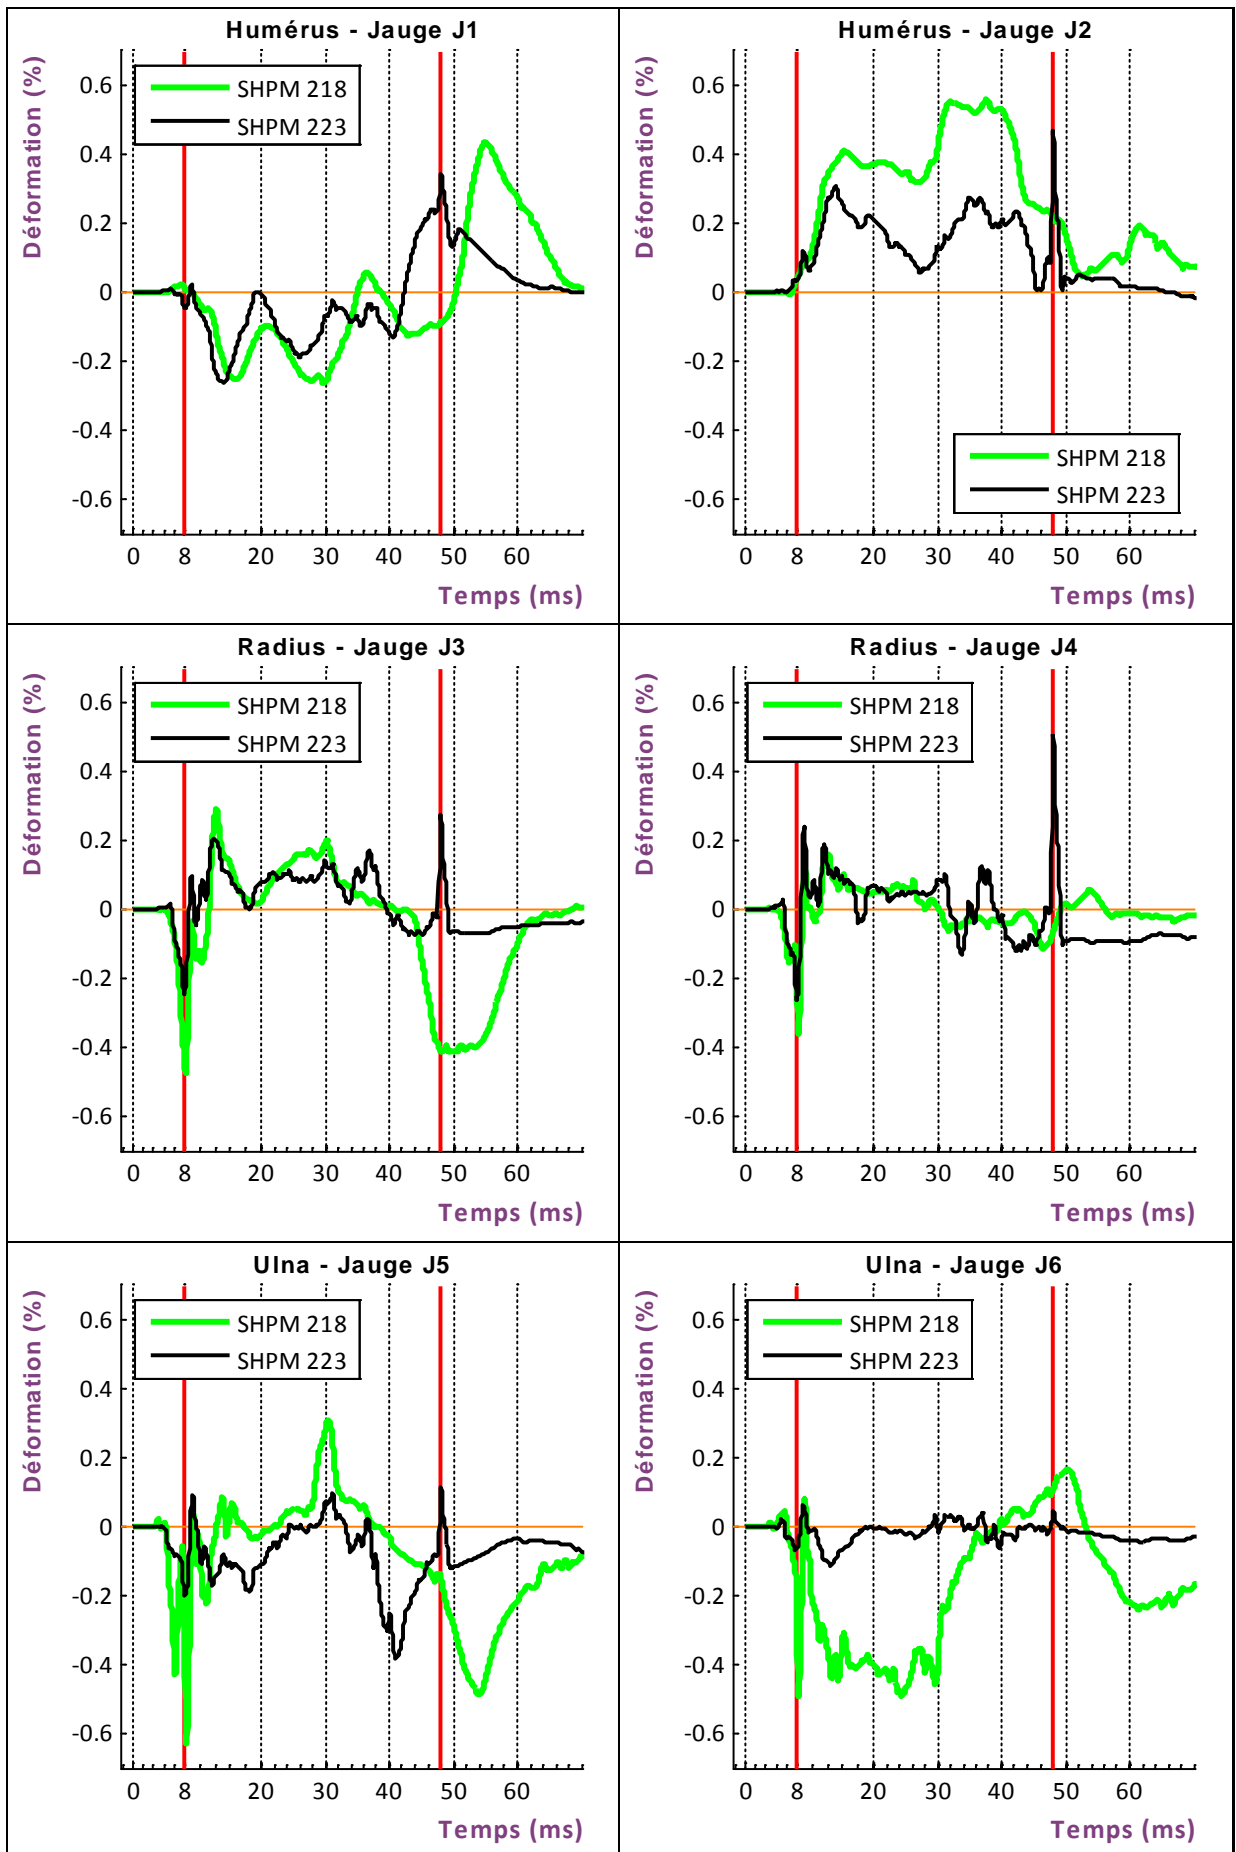 Humérus - Jauge J1
Déformation (%)
SHPM 218
SHPM 223
0.6
0.4
0.2
0
-0.2
-0.4
-0.6
0 8 20 30 40 50 60
Temps (ms)
Humérus - Jauge J2
Déformation (%)
0.6
0.4
0.2
0
-0.2
-0.4
-0.6
SHPM 218
SHPM 223
0 8 20 30 40 50 60
Temps (ms)
Radius - Jauge J3
Déformation (%)
SHPM 218
SHPM 223
0.6
0.4
0.2
0
-0.2
-0.4
-0.6
0 8 20 30 40 50 60
Temps (ms)
Radius - Jauge J4
Déformation (%)
SHPM 218
SHPM 223
0.6
0.4
0.2
0
-0.2
-0.4
-0.6
0 8 20 30 40 50 60
Temps (ms)
Ulna - Jauge J5
Déformation (%)
SHPM 218
SHPM 223
0.6
0.4
0.2
0
-0.2
-0.4
-0.6
0 8 20 30 40 50 60
Temps (ms)
Ulna - Jauge J6
Déformation (%)
SHPM 218
SHPM 223
0.6
0.4
0.2
0
-0.2
-0.4
-0.6
0 8 20 30 40 50 60
Temps (ms)